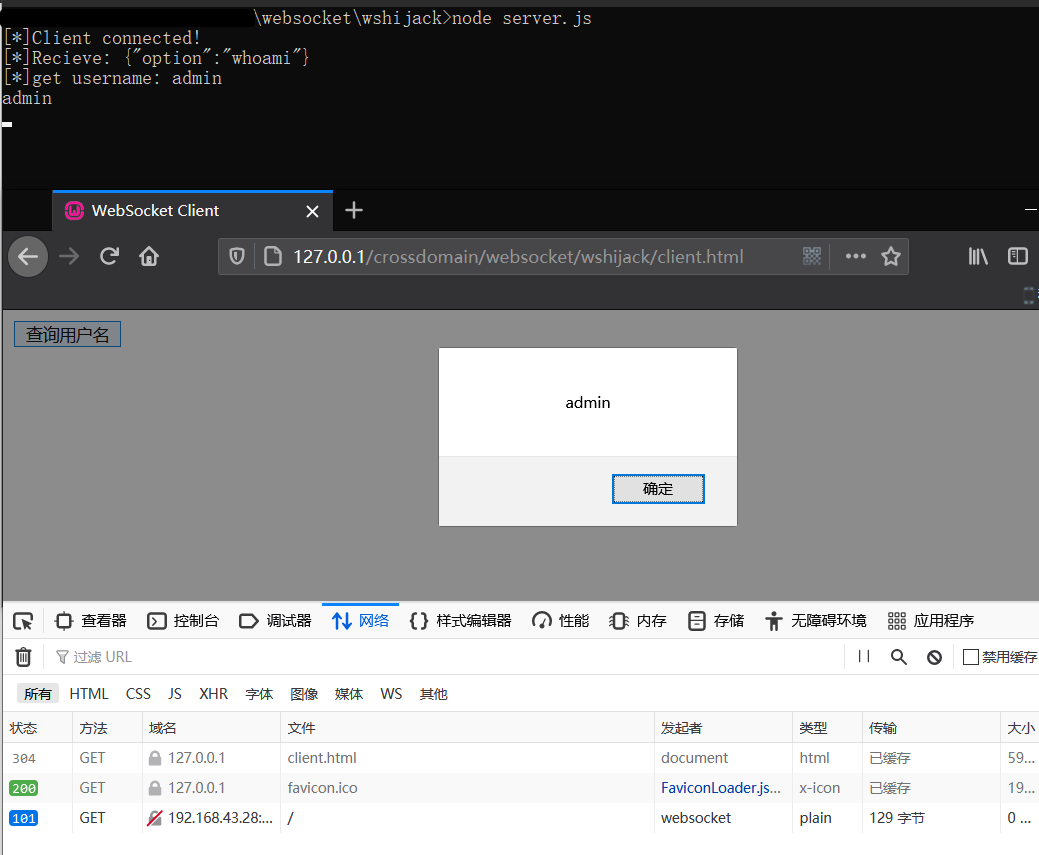 \websocket\wshijack>node server.js
[*]Client connected!
[*]Recieve: {"option":"whoami"}
[*]get username: admin
admin
WebSocket Client
127.0.0.1/crossdomain/websocket/wshijack/client.html
查询用户名
admin
确定
查看器 控制台 调试器 网络 样式编辑器 性能 内存 存储 无障碍环境 应用程序
过滤 URL 禁用缓存
所有 HTML CSS JS XHR 字体 图像 媒体 WS 其他
状态 方法 域名 文件 发起者 类型 传输 大小
304 GET 127.0.0.1 client.html document html 已缓存 59...
200 GET 127.0.0.1 favicon.ico FaviconLoader.js... x-icon 已缓存 19...
101 GET 192.168.43.28:... / websocket plain 129 字节 0 ...